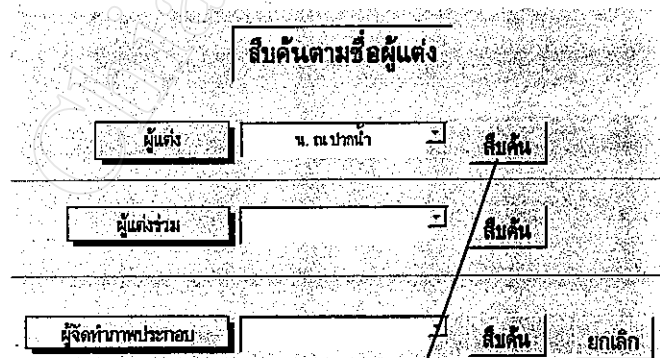 สืบค้นตามชื่อผู้แต่ง
ผู้แต่ง น. ณ ปากน้ำ สืบค้น
ผู้แต่งร่วม สืบค้น
ผู้จัดทำภาพประกอบ สืบค้น ยกเลิก